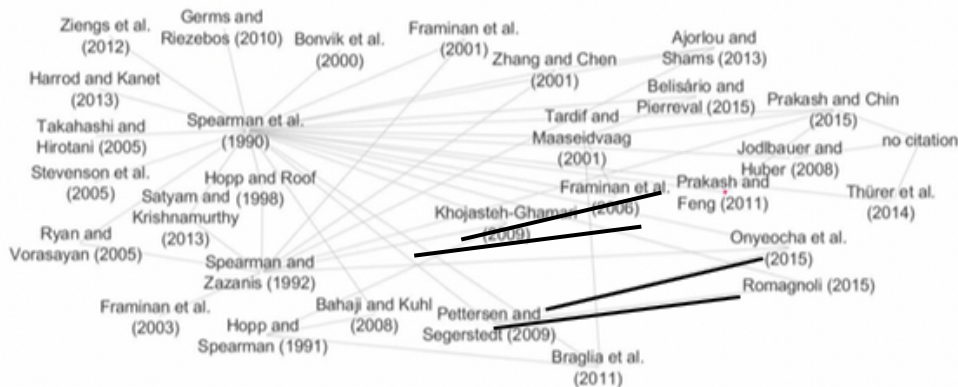 Ziengs et al.
(2012)
Germs and
Riezebos (2010)
Bonvik et al.
(2000)
Framinan et al.
(2001)
Zhang and Chen
(2001)
Ajorlou and
Shams (2013)
Harrod and Kanet
(2013)
Belisário and
Pierreval (2015)
Prakash and Chin
(2015)
Takahashi and
Hirotani (2005)
Spearman et al.
(1990)
Tardif and
Maaseidvaag
(2001)
Jodlbauer and
Huber (2008)
no citation
Stevenson et al.
(2005)
Hopp and Roof
(1998)
Satyam and
Krishnamurthy
(2013)
Framinan et al.
(2006)
Prakash and
Feng (2011)
Thürer et al.
(2014)
Khojasteh-Ghamari
(2009)
Ryan and
Vorasayan (2005)
Spearman and
Zazanis (1992)
Onyeocha et al.
(2015)
Romagnoli (2015)
Framinan et al.
(2003)
Bahaji and Kuhl
(2008)
Pettersen and
Segerstedt (2009)
Hopp and
Spearman (1991)
Braglia et al.
(2011)